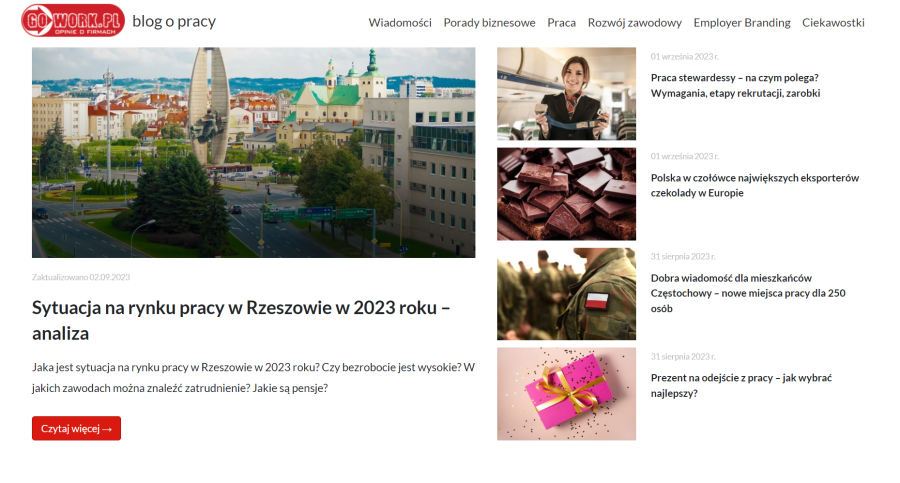 GOWORK.PL
OPINIE O FIRMACH
blog o pracy
Wiadomości
Porady biznesowe
Praca
Rozwój zawodowy
Employer Branding
Ciekawostki
Zaktualizowano 02.09.2023
Sytuacja na rynku pracy w Rzeszowie w 2023 roku –
analiza
Jaka jest sytuacja na rynku pracy w Rzeszowie w 2023 roku? Czy bezrobocie jest wysokie? W
jakich zawodach można znaleźć zatrudnienie? Jakie są pensje?
Czytaj więcej →
01 września 2023 r.
Praca stewardessy – na czym polega?
Wymagania, etapy rekrutacji, zarobki
01 września 2023 r.
Polska w czołówce największych eksporterów
czekolady w Europie
31 sierpnia 2023 r.
Dobra wiadomość dla mieszkańców
Częstochowy – nowe miejsca pracy dla 250
osób
31 sierpnia 2023 r.
Prezent na odejście z pracy – jak wybrać
najlepszy?